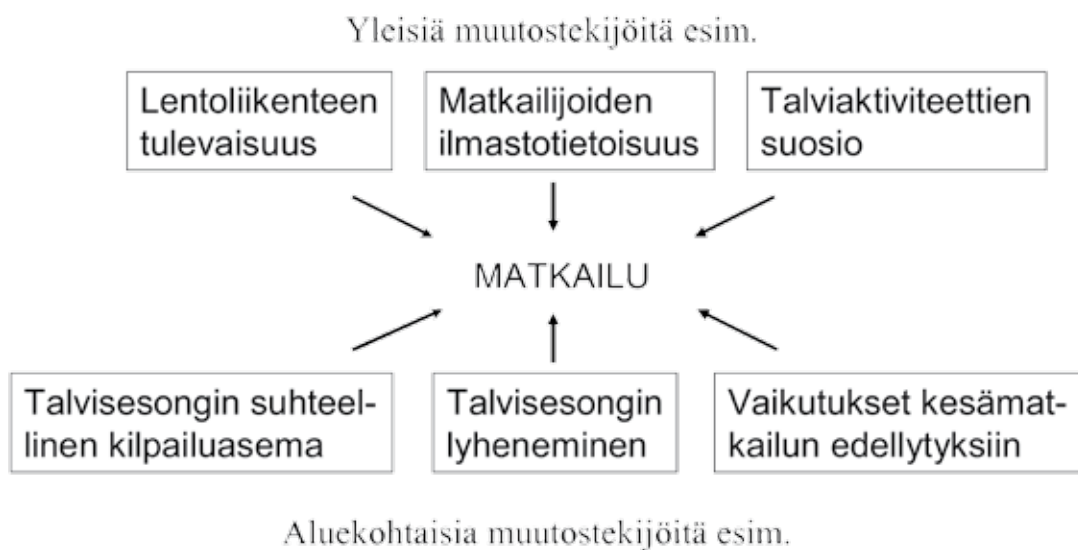 Yleisiä muutostekijöitä esim.
Lentoliikenteen
tulevaisuus
Matkailijoiden
ilmastotietoisuus
Talviaktiviteettien
suosio
MATKAILU
Talvisesongin suhteel-
linen kilpailuasema
Talvisesongin
lyheneminen
Vaikutukset kesämat-
kailun edellytyksiin
Aluekohtaisia muutostekijöitä esim.